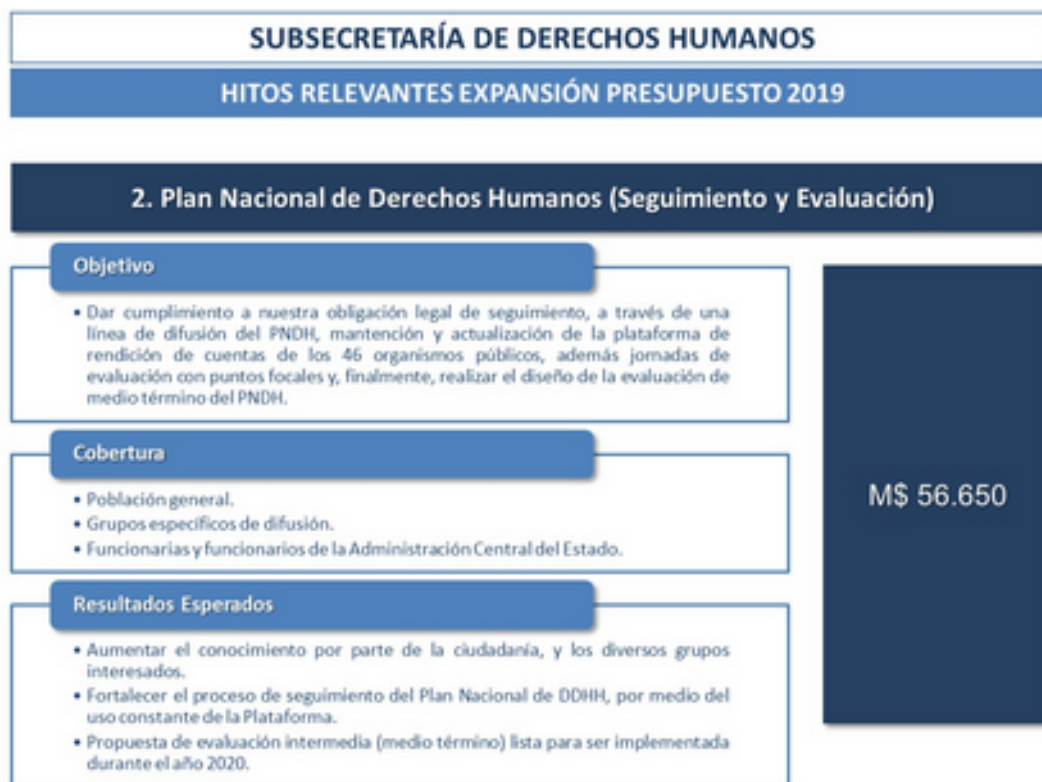 SUBSECRETARÍA DE DERECHOS HUMANOS
HITOS RELEVANTES EXPANSIÓN PRESUPUESTO 2019
2. Plan Nacional de Derechos Humanos (Seguimiento y Evaluación)
Objetivo
▪ Dar cumplimiento a nuestra obligación legal de seguimiento, a través de una
línea de difusión del PNDH, mantención y actualización de la plataforma de
rendición de cuentas de los 46 organismos públicos, además jornadas de
evaluación con puntos focales y, finalmente, realizar el diseño de la evaluación de
medio término del PNDH.
Cobertura
▪ Población general.
▪ Grupos específicos de difusión.
▪ Funcionarias y funcionarios de la Administración Central del Estado.
M$ 56.650
Resultados Esperados
▪ Aumentar el conocimiento por parte de la ciudadanía, y los diversos grupos
interesados.
▪ Fortalecer el proceso de seguimiento del Plan Nacional de DDHH, por medio del
uso constante de la Plataforma.
▪ Propuesta de evaluación intermedia (medio término) lista para ser implementada
durante el año 2020.